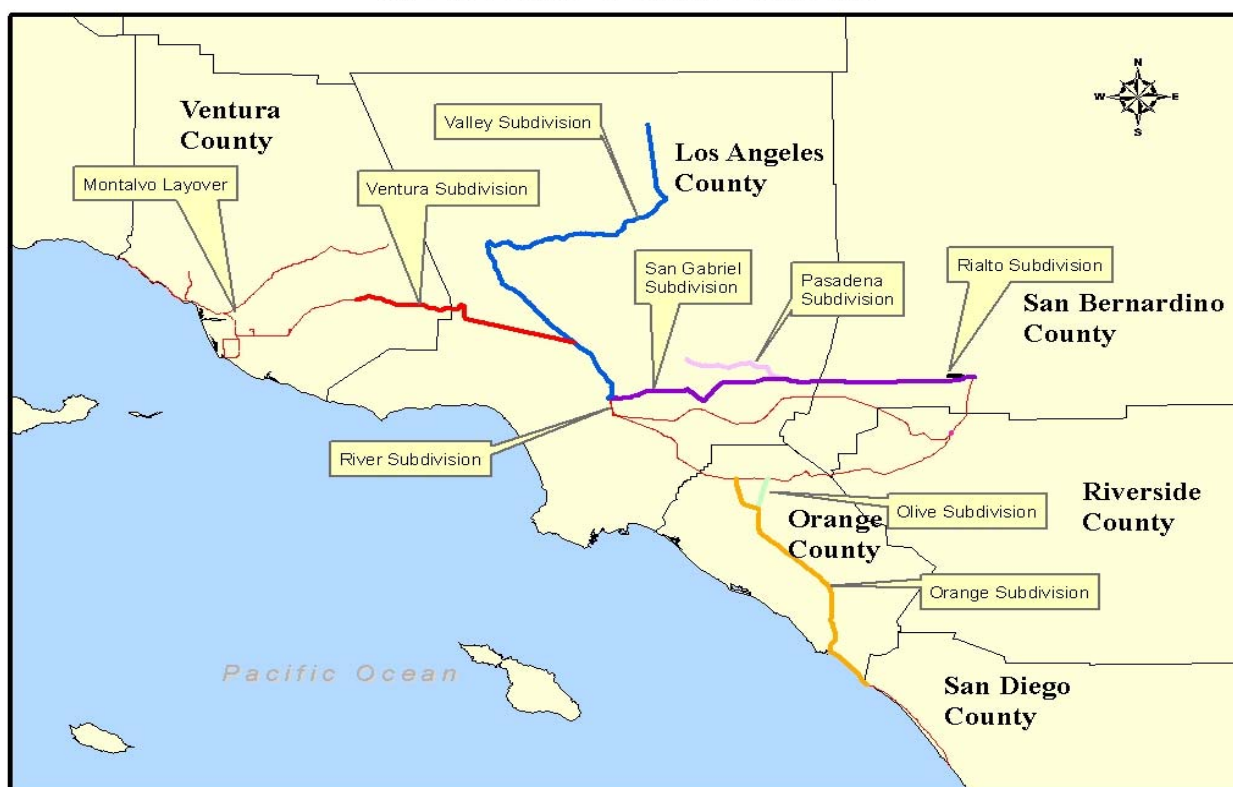 N
W
E
S
Ventura
County
Valley Subdivision
Los Angeles
County
Montalvo Layover
Ventura Subdivision
San Gabriel
Subdivision
Pasadena
Subdivision
Rialto Subdivision
San Bernardino
County
River Subdivision
Riverside
County
Olive Subdivision
Orange
County
Orange Subdivision
Pacific Ocean
San Diego
County